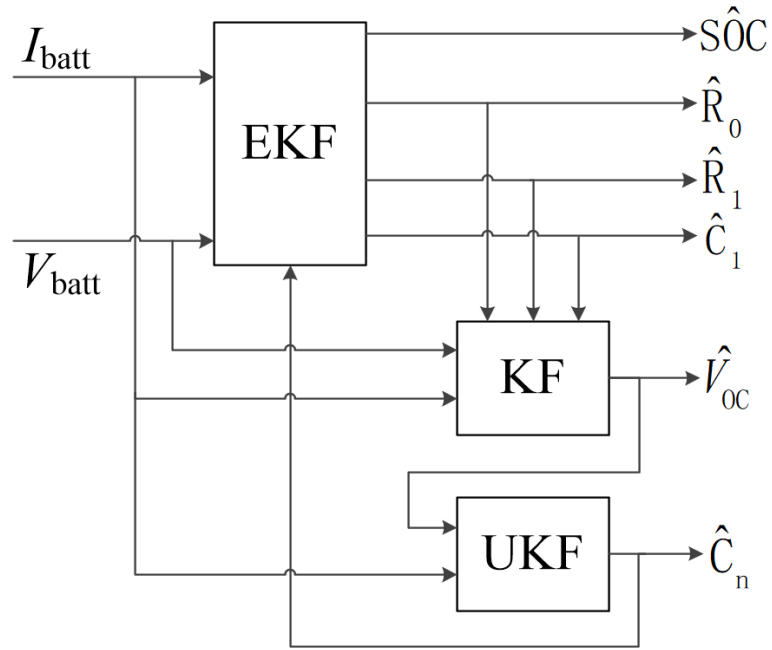 I_batt
EKF
SÔC
R̂_0
R̂_1
Ĉ_1
V_batt
KF
V̂_OC
UKF
Ĉ_n